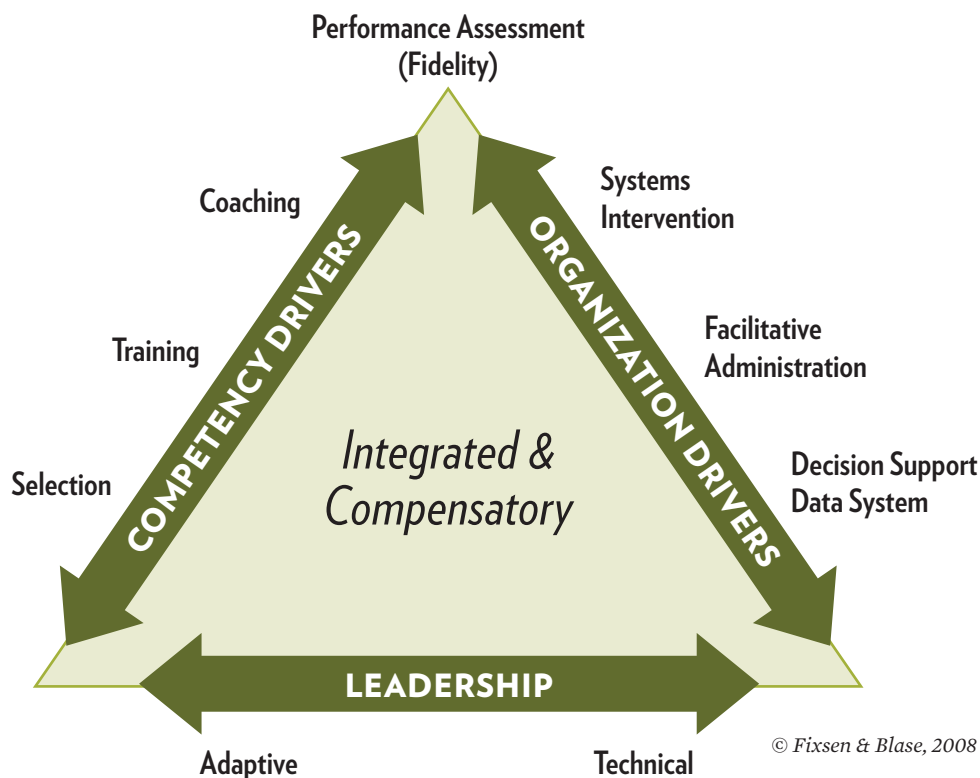 Performance Assessment
(Fidelity)
Coaching
Systems
Intervention
COMPETENCY DRIVERS
ORGANIZATION DRIVERS
Training
Facilitative
Administration
Integrated &
Compensatory
Selection
Decision Support
Data System
LEADERSHIP
Adaptive
Technical
© Fixsen & Blase, 2008